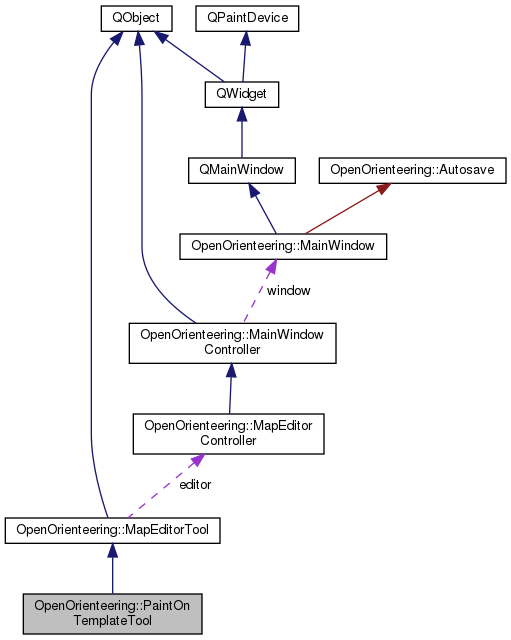 QObject
QPaintDevice
QWidget
QMainWindow
OpenOrienteering::Autosave
OpenOrienteering::MainWindow
window
OpenOrienteering::MainWindow
Controller
OpenOrienteering::MapEditor
Controller
editor
OpenOrienteering::MapEditorTool
OpenOrienteering::PaintOn
TemplateTool